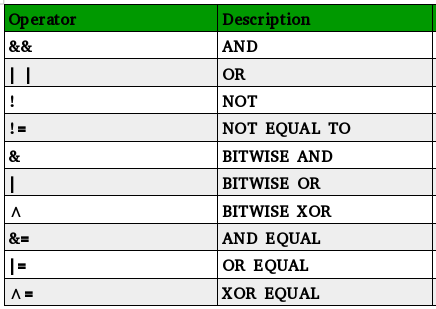 Operator Description
&& AND
| | OR
! NOT
!= NOT EQUAL TO
& BITWISE AND
| BITWISE OR
^ BITWISE XOR
&= AND EQUAL
|= OR EQUAL
^= XOR EQUAL